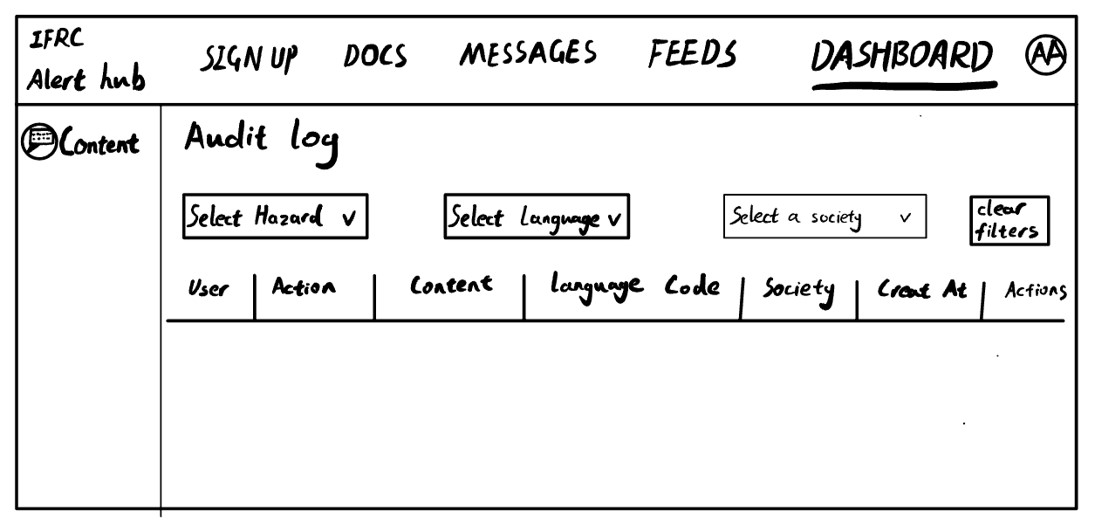 IFRC
Alert hub
SIGN UP DOCS MESSAGES FEEDS DASHBOARD AA
Content
Audit log
Select Hazard Select Language Select a society clear
filters
User Action Content Language Code Society Creat At Actions